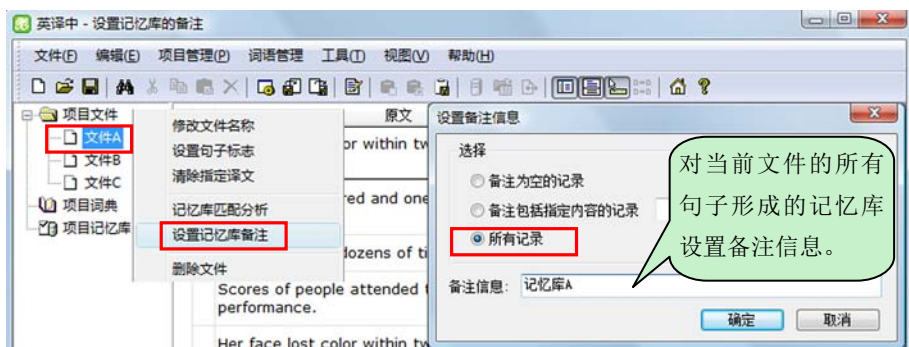 英译中 - 设置记忆库的备注
文件(F) 编辑(E) 项目管理(P) 词语管理 工具(T) 视图(V) 帮助(H)
项目文件
文件A
文件B
文件C
项目词典
项目记忆库
修改文件名称
设置句子标志
清除指定译文
记忆库匹配分析
设置记忆库备注
删除文件
原文
or within tw
red and one
dozens of ti
Scores of people attended t
performance.
Her face lost color within tw
设置备注信息
选择
备注为空的记录
备注包括指定内容的记录
所有记录
备注信息: 记忆库A
确定 取消
对当前文件的所有
句子形成的记忆库
设置备注信息。